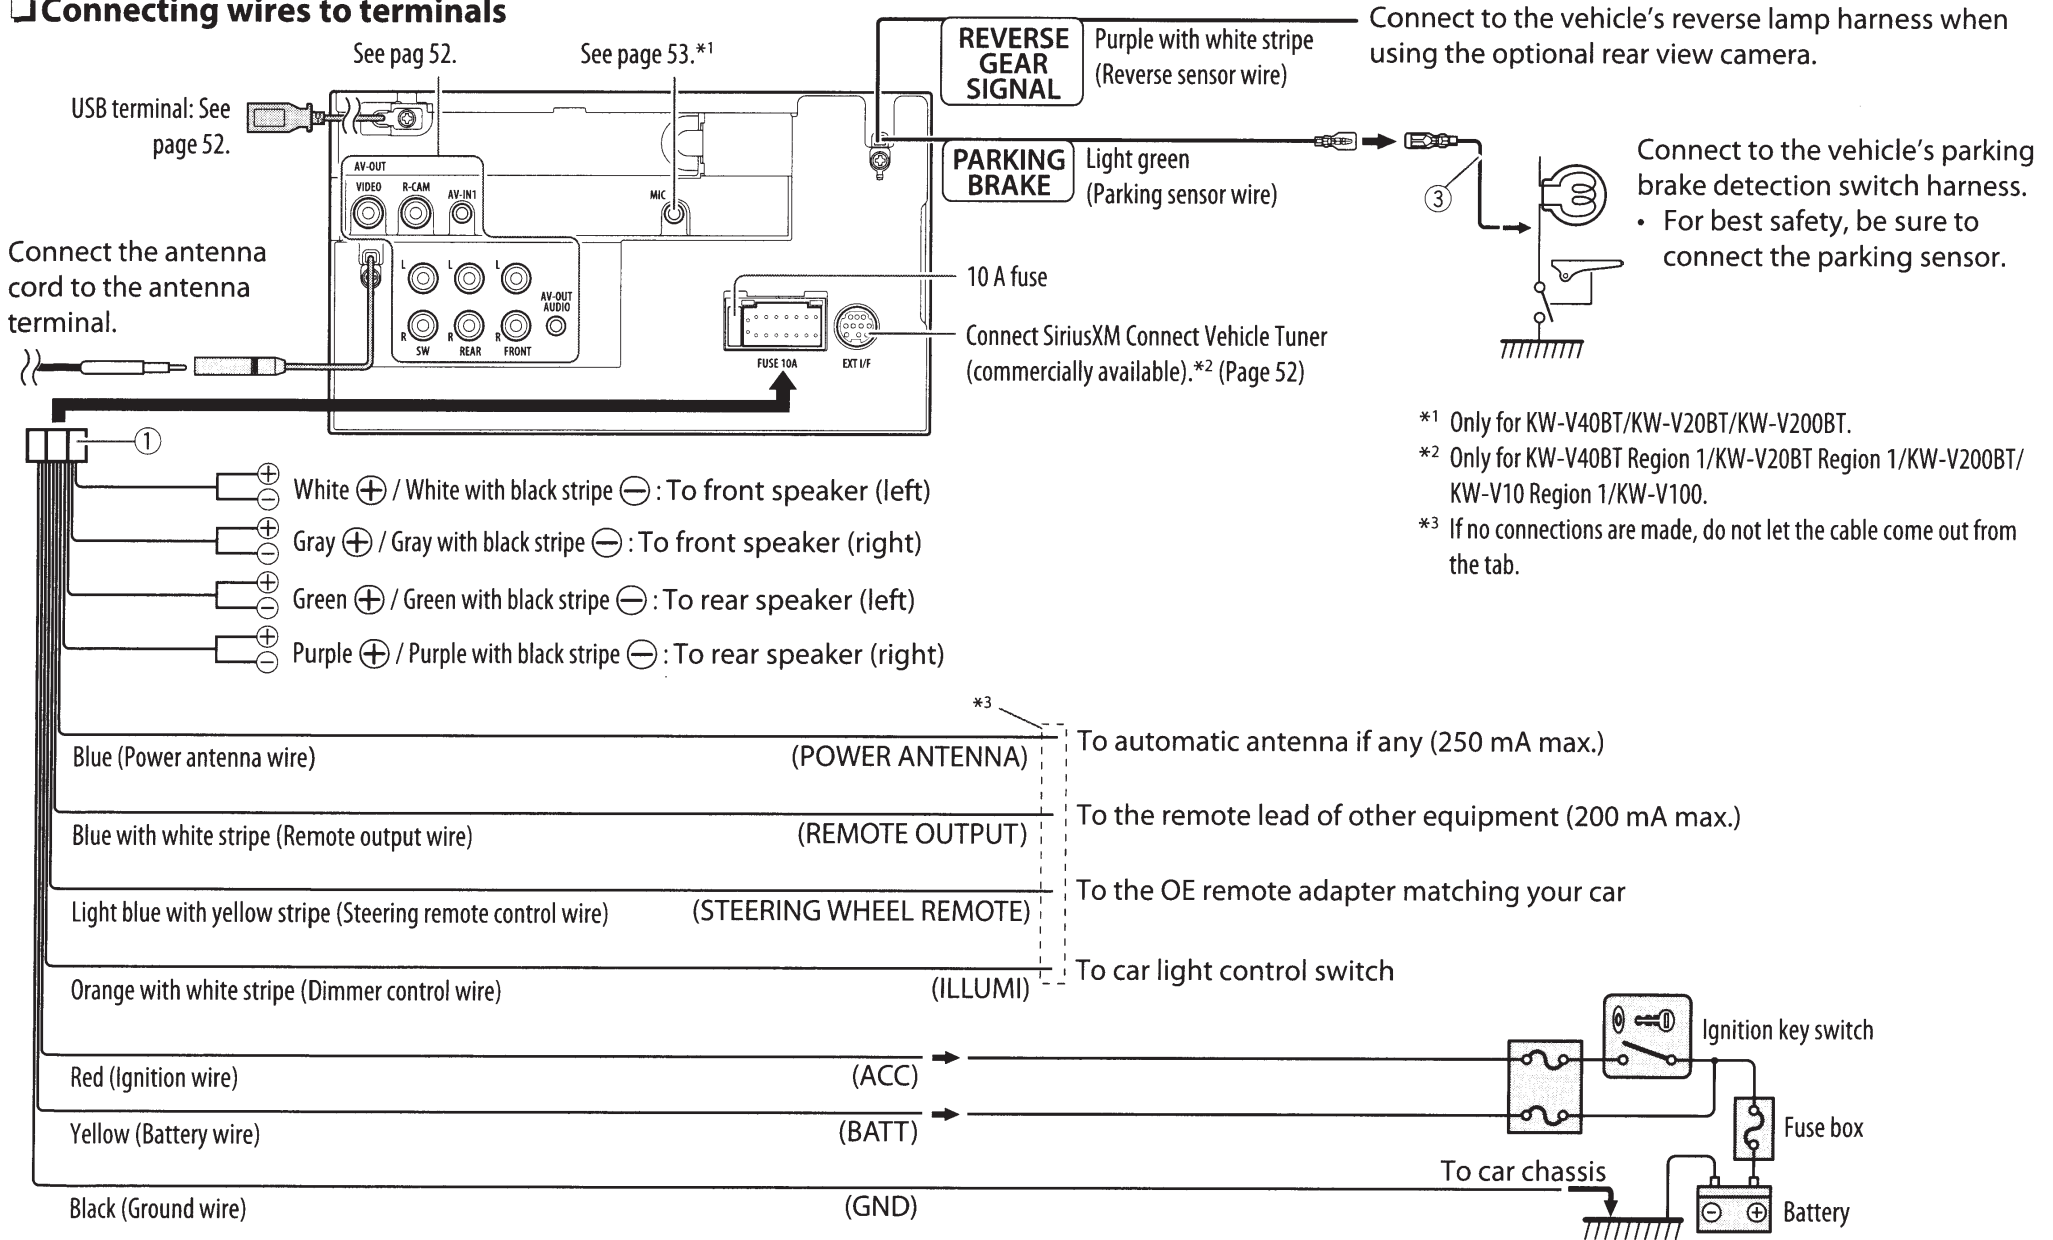 ❏ Connecting wires to terminals
See pag 52.
See page 53.*1
USB terminal: See
page 52.
REVERSE
GEAR
SIGNAL
Purple with white stripe
(Reverse sensor wire)
Connect to the vehicle's reverse lamp harness when
using the optional rear view camera.
PARKING
BRAKE
Light green
(Parking sensor wire)
3
Connect to the vehicle's parking
brake detection switch harness.
• For best safety, be sure to
connect the parking sensor.
AV-OUT
VIDEO
R-CAM
AV-IN1
MIC
Connect the antenna
cord to the antenna
terminal.
L
L
L
AV-OUT
AUDIO
R
R
R
SW
REAR
FRONT
10 A fuse
Connect SiriusXM Connect Vehicle Tuner
(commercially available).*2 (Page 52)
FUSE 10A
EXT I/F
*1 Only for KW-V40BT/KW-V20BT/KW-V200BT.
*2 Only for KW-V40BT Region 1/KW-V20BT Region 1/KW-V200BT/
KW-V10 Region 1/KW-V100.
*3 If no connections are made, do not let the cable come out from
the tab.
1
White ⊕ / White with black stripe ⊖ : To front speaker (left)
Gray ⊕ / Gray with black stripe ⊖ : To front speaker (right)
Green ⊕ / Green with black stripe ⊖ : To rear speaker (left)
Purple ⊕ / Purple with black stripe ⊖ : To rear speaker (right)
*3
Blue (Power antenna wire)
(POWER ANTENNA)
To automatic antenna if any (250 mA max.)
Blue with white stripe (Remote output wire)
(REMOTE OUTPUT)
To the remote lead of other equipment (200 mA max.)
Light blue with yellow stripe (Steering remote control wire)
(STEERING WHEEL REMOTE)
To the OE remote adapter matching your car
Orange with white stripe (Dimmer control wire)
(ILLUMI)
To car light control switch
Ignition key switch
Red (Ignition wire)
(ACC)
Yellow (Battery wire)
(BATT)
Fuse box
To car chassis
Black (Ground wire)
(GND)
Battery